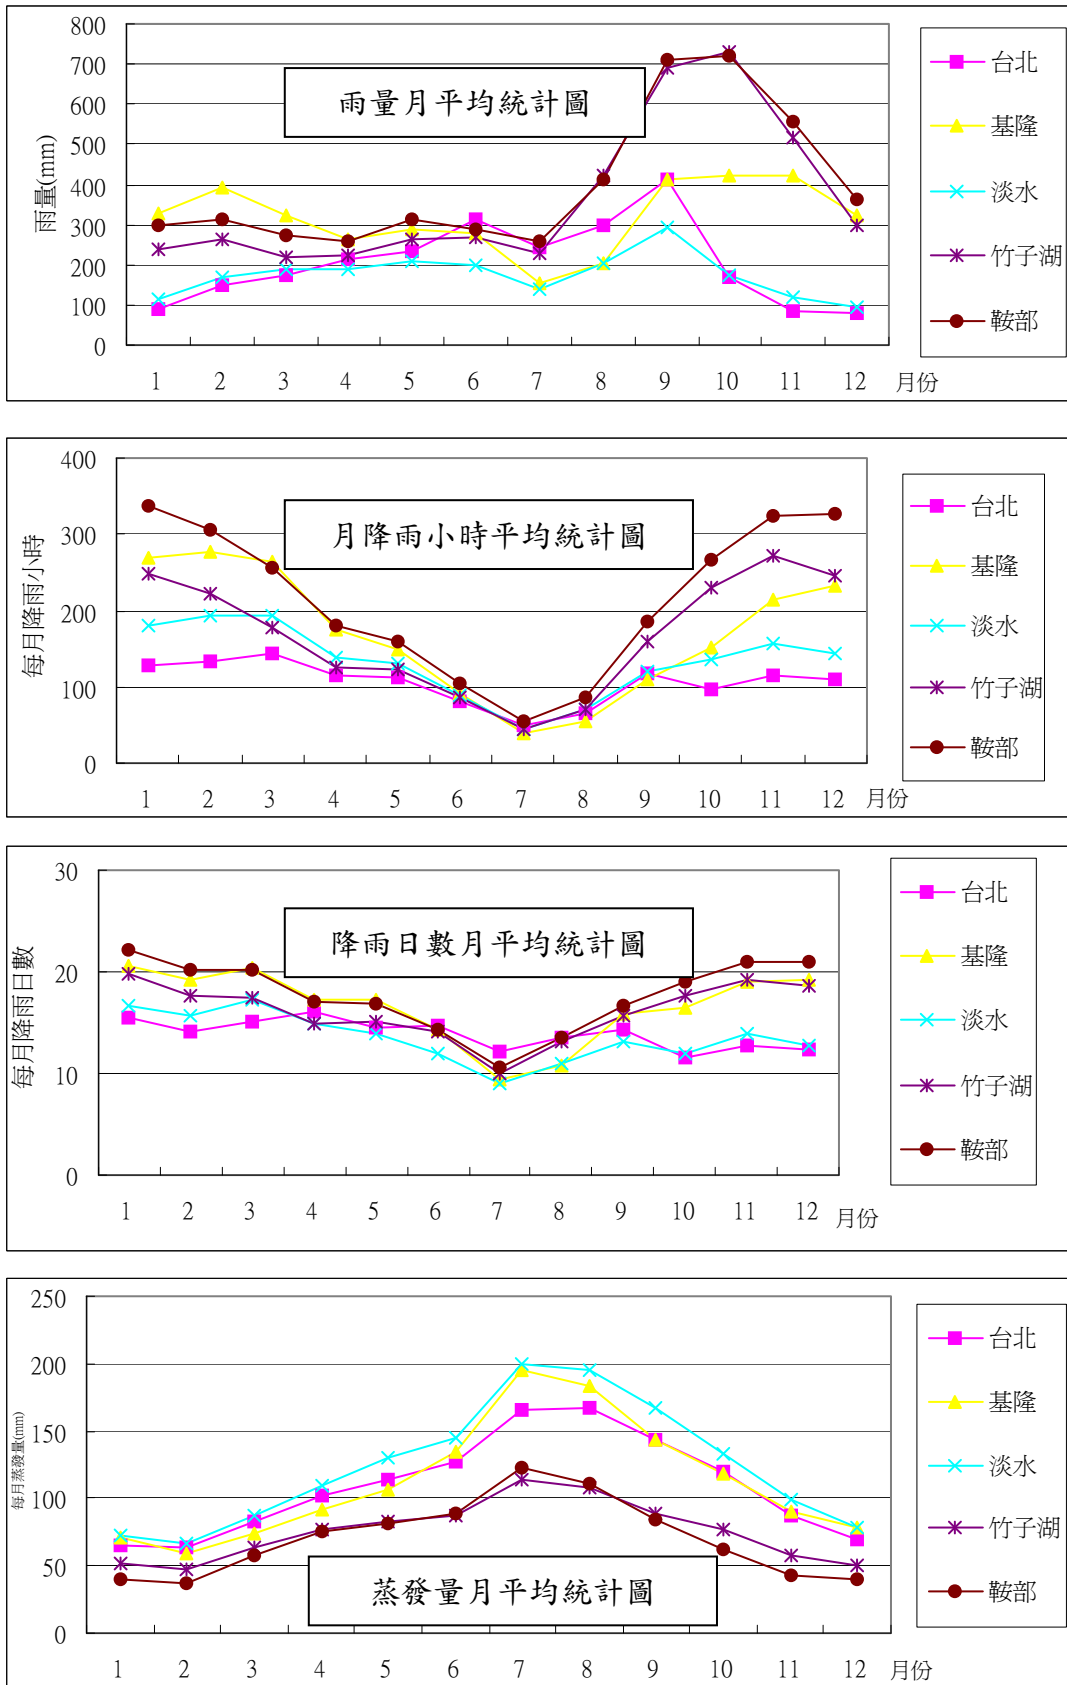 雨量月平均統計圖
雨量(mm)
800
700
600
500
400
300
200
100
0
1 2 3 4 5 6 7 8 9 10 11 12 月份
台北
基隆
淡水
竹子湖
鞍部
月降雨小時平均統計圖
每月降雨小時
400
300
200
100
0
1 2 3 4 5 6 7 8 9 10 11 12 月份
台北
基隆
淡水
竹子湖
鞍部
降雨日數月平均統計圖
每月降雨日數
30
20
10
0
1 2 3 4 5 6 7 8 9 10 11 12 月份
台北
基隆
淡水
竹子湖
鞍部
蒸發量月平均統計圖
每月蒸發量(mm)
250
200
150
100
50
0
1 2 3 4 5 6 7 8 9 10 11 12 月份
台北
基隆
淡水
竹子湖
鞍部